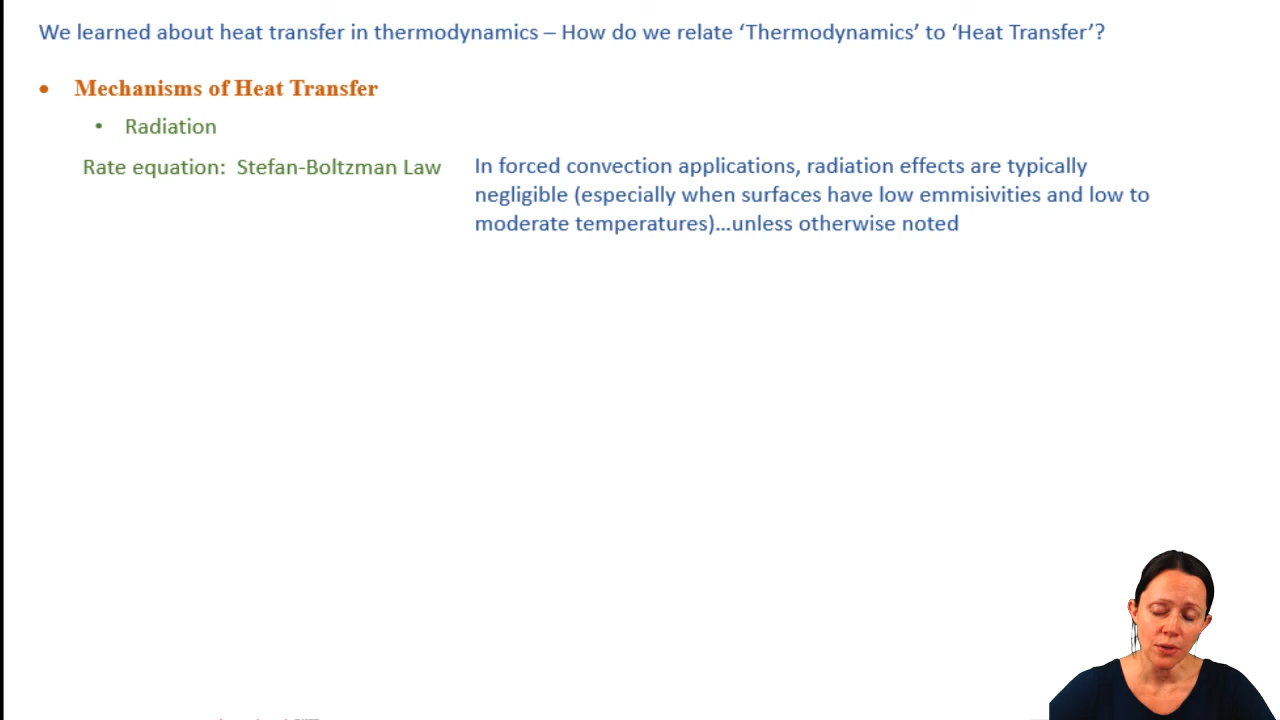 We learned about heat transfer in thermodynamics – How do we relate ‘Thermodynamics’ to ‘Heat Transfer’?
• Mechanisms of Heat Transfer
• Radiation
Rate equation: Stefan-Boltzman Law
In forced convection applications, radiation effects are typically
negligible (especially when surfaces have low emmisivities and low to
moderate temperatures)…unless otherwise noted